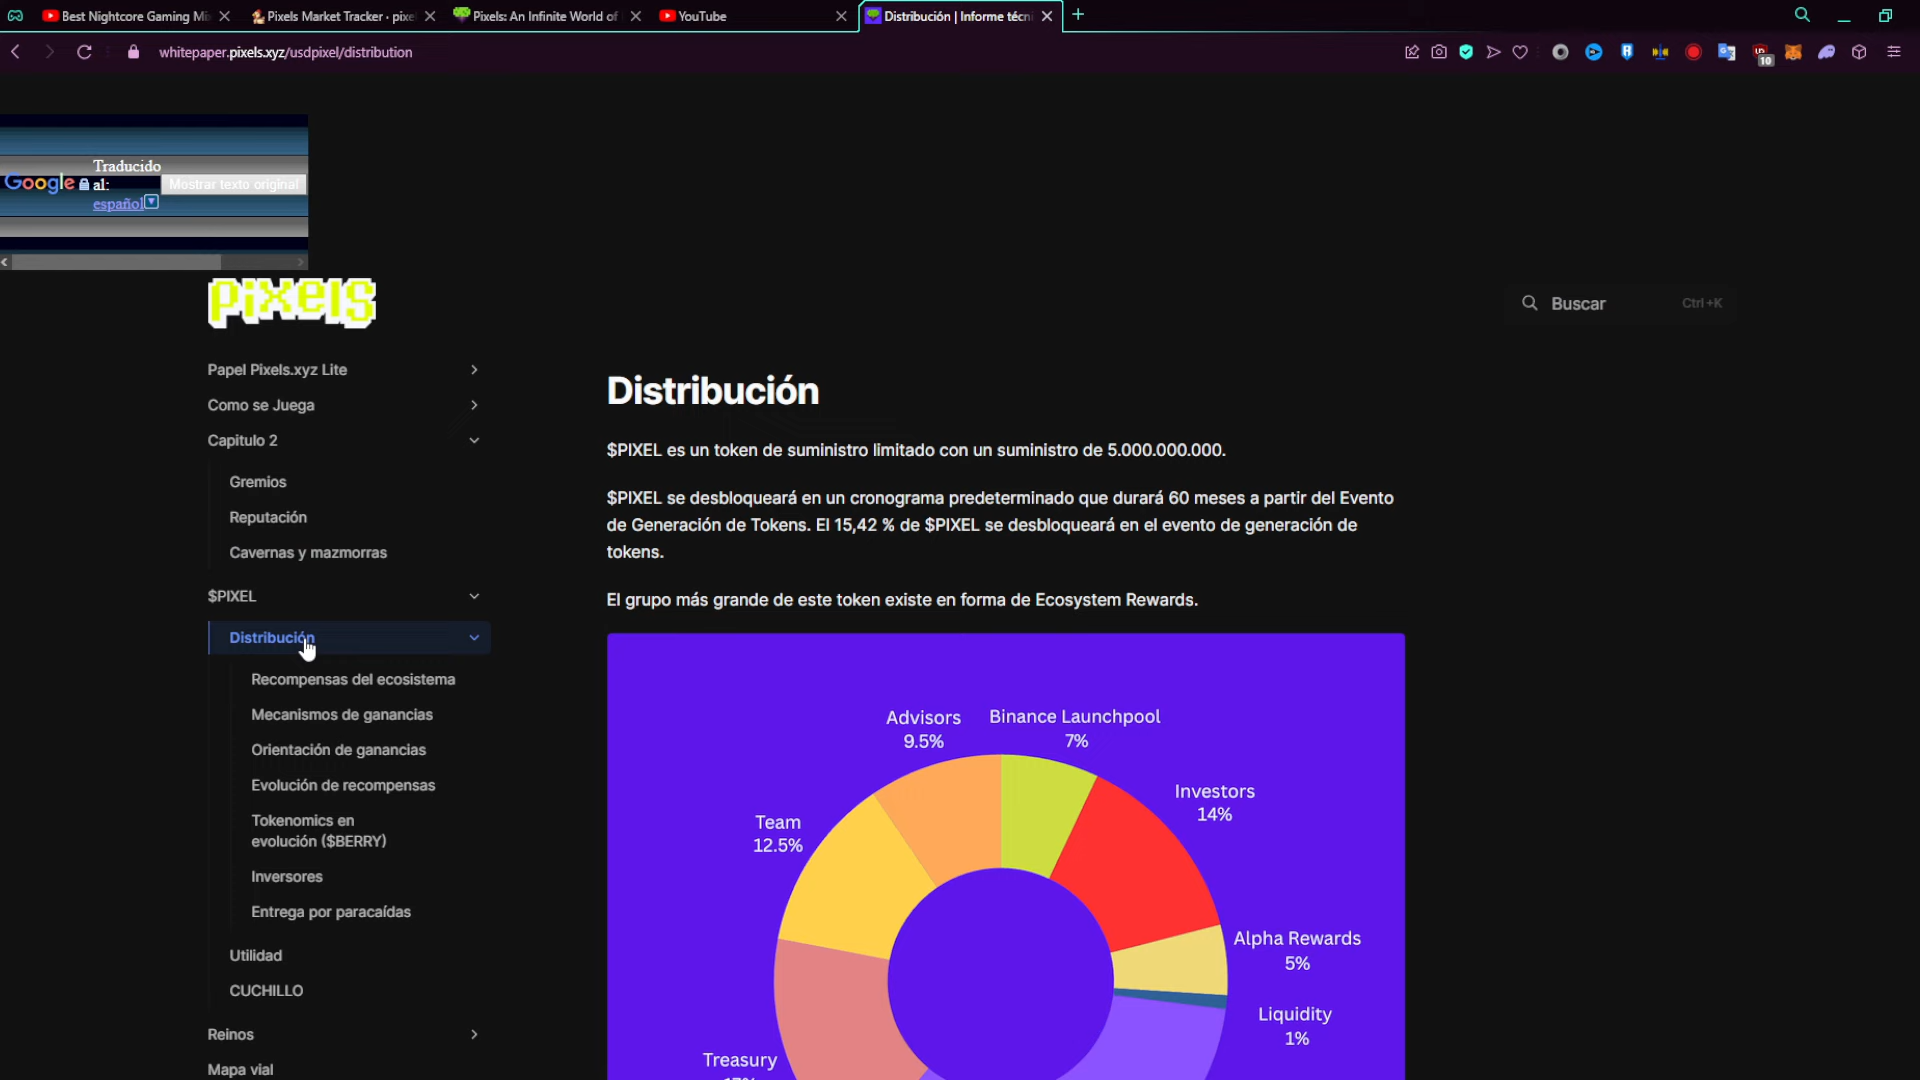 Best Nightcore Gaming Mi
Pixels Market Tracker · pixe
Pixels: An Infinite World of
YouTube
Distribución | Informe técni
whitepaper.pixels.xyz/usdpixel/distribution
10
Google
Traducido
al:
español
Mostrar texto original
pixels
Buscar
Ctrl+K
Papel Pixels.xyz Lite
Como se Juega
Capitulo 2
Gremios
Reputación
Cavernas y mazmorras
$PIXEL
Distribución
Recompensas del ecosistema
Mecanismos de ganancias
Orientación de ganancias
Evolución de recompensas
Tokenomics en
evolución ($BERRY)
Inversores
Entrega por paracaídas
Utilidad
CUCHILLO
Reinos
Mapa vial
Distribución
$PIXEL es un token de suministro limitado con un suministro de 5.000.000.000.
$PIXEL se desbloqueará en un cronograma predeterminado que durará 60 meses a partir del Evento
de Generación de Tokens. El 15,42 % de $PIXEL se desbloqueará en el evento de generación de
tokens.
El grupo más grande de este token existe en forma de Ecosystem Rewards.
Advisors
9.5%
Binance Launchpool
7%
Investors
14%
Team
12.5%
Alpha Rewards
5%
Liquidity
1%
Treasury